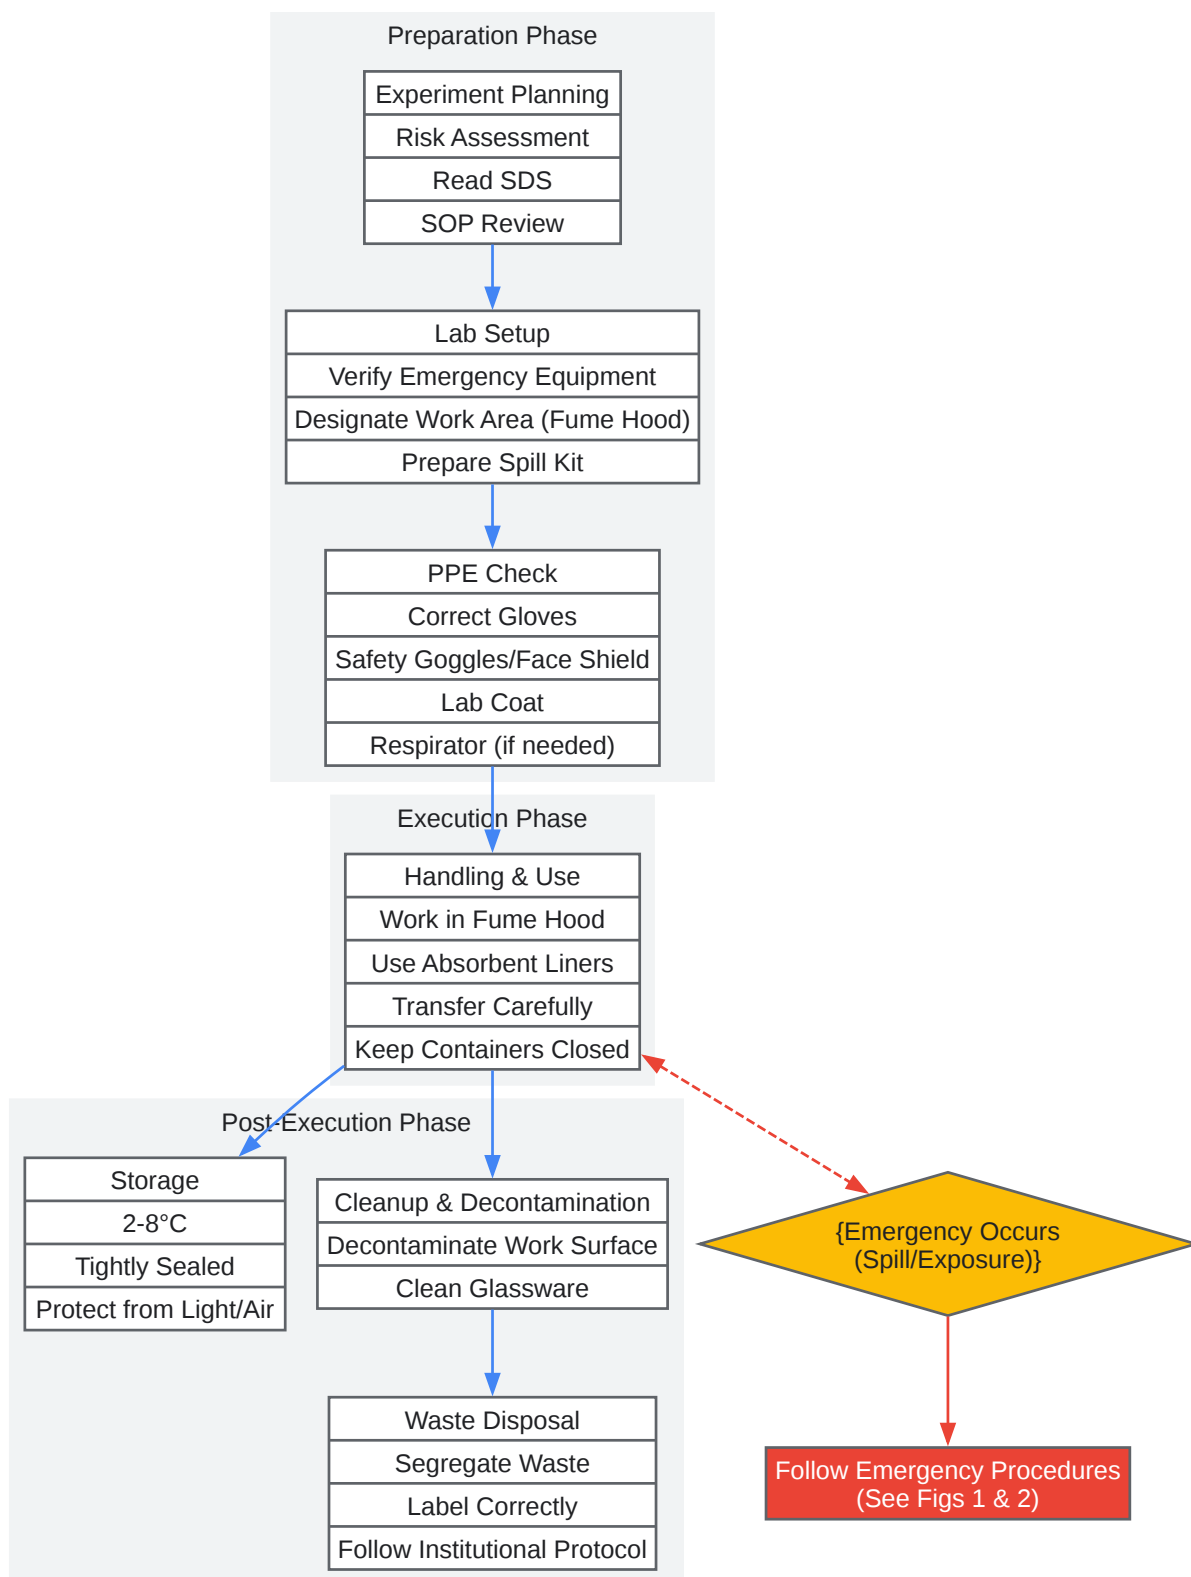 Preparation Phase
Experiment Planning
Risk Assessment
Read SDS
SOP Review
Lab Setup
Verify Emergency Equipment
Designate Work Area (Fume Hood)
Prepare Spill Kit
PPE Check
Correct Gloves
Safety Goggles/Face Shield
Lab Coat
Respirator (if needed)
Execution Phase
Handling & Use
Work in Fume Hood
Use Absorbent Liners
Transfer Carefully
Keep Containers Closed
Post-Execution Phase
Storage
2-8°C
Tightly Sealed
Protect from Light/Air
Cleanup & Decontamination
Decontaminate Work Surface
Clean Glassware
{Emergency Occurs
(Spill/Exposure)}
Waste Disposal
Segregate Waste
Label Correctly
Follow Institutional Protocol
Follow Emergency Procedures
(See Figs 1 & 2)